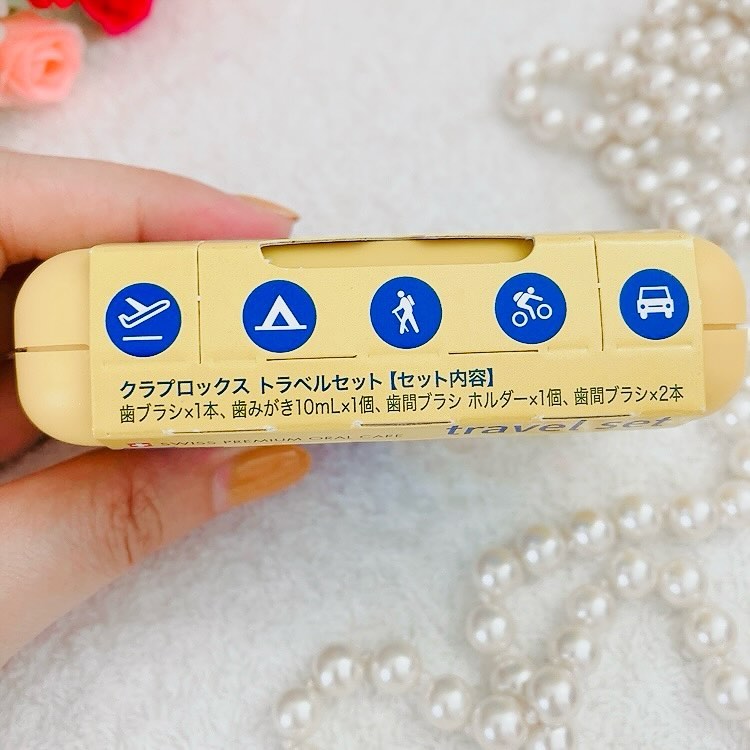 クラプロックス トラベルセット【セット内容】
歯ブラシ×1本、歯みがき10mL×1個、歯間ブラシ ホルダー×1個、歯間ブラシ×2本
SWISS PREMIUM ORAL CARE
travel set